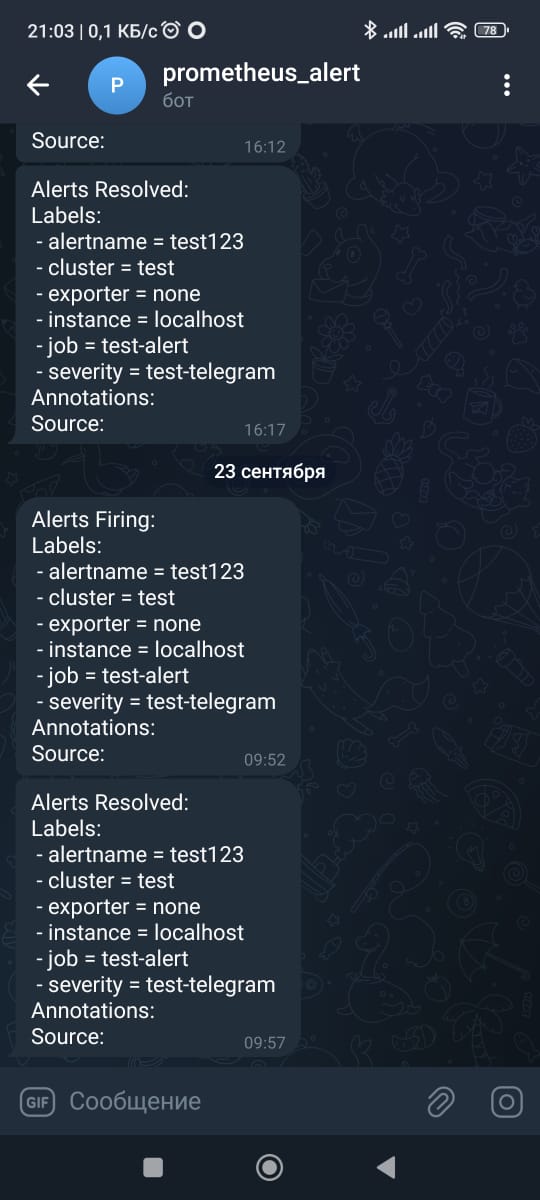 21:03 | 0,1 КБ/с
78
P
prometheus_alert
бот
Source:
16:12
Alerts Resolved:
Labels:
- alertname = test123
- cluster = test
- exporter = none
- instance = localhost
- job = test-alert
- severity = test-telegram
Annotations:
Source:
16:17
23 сентября
Alerts Firing:
Labels:
- alertname = test123
- cluster = test
- exporter = none
- instance = localhost
- job = test-alert
- severity = test-telegram
Annotations:
Source:
09:52
Alerts Resolved:
Labels:
- alertname = test123
- cluster = test
- exporter = none
- instance = localhost
- job = test-alert
- severity = test-telegram
Annotations:
Source:
09:57
GIF
Сообщение